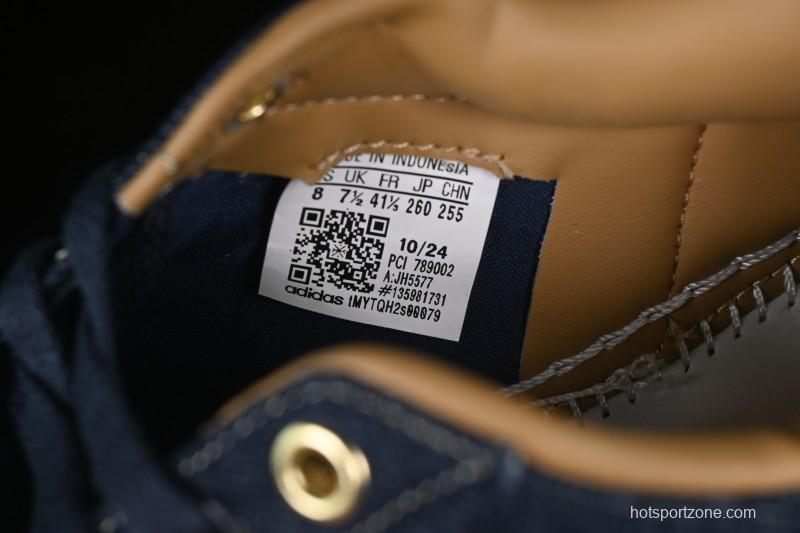 DE IN INDONEsIA
S UK FR JP CHN
8 7½ 41⅓ 260 255
10/24
PCI 789002
A:JH5577
#135981731
adidas tMYTQH2s00079
hotsportzone.com